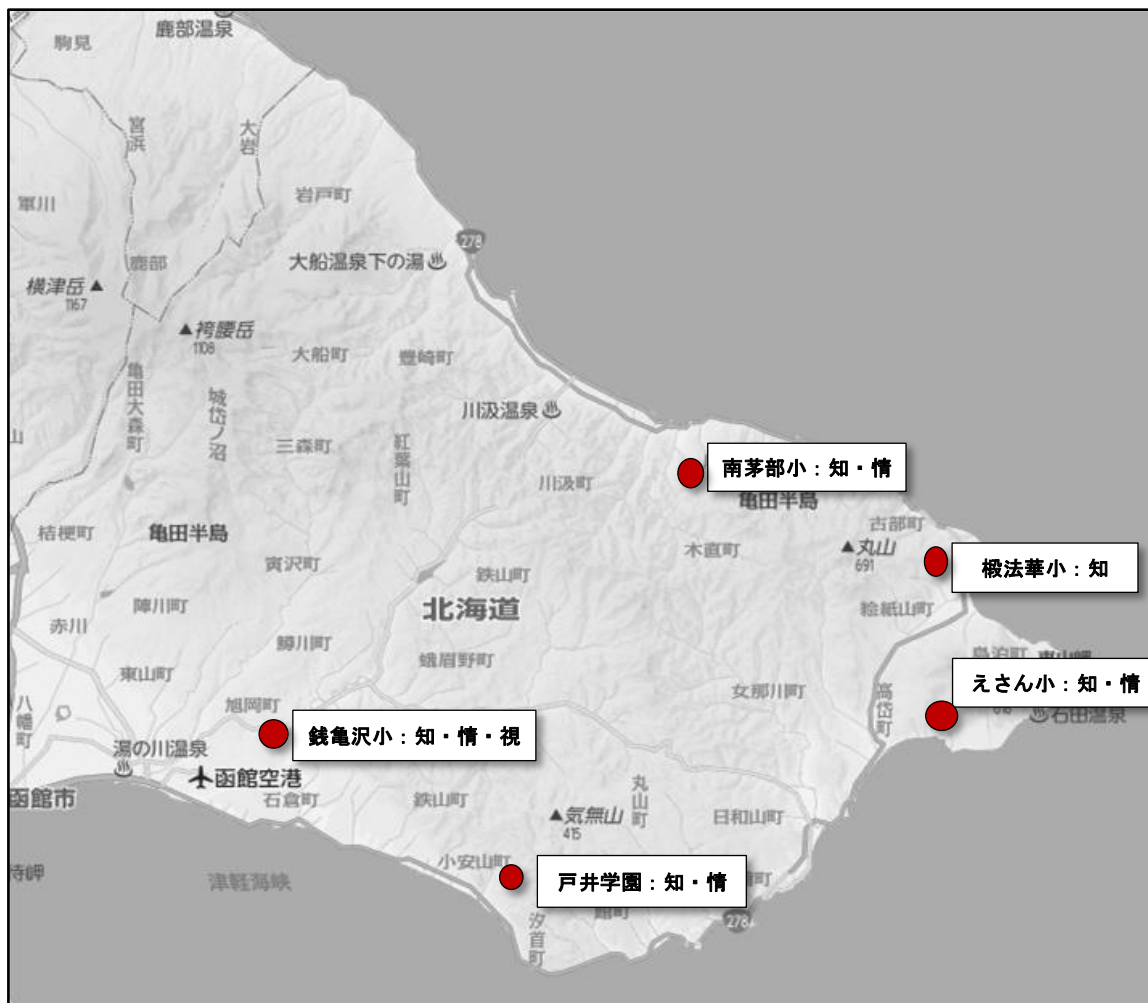 鹿部温泉
駒見
宮浜
大岩
軍川
岩戸町
278
鹿部
大船温泉下の湯
横津岳
1167
袴腰岳
1108
大船町
豊崎町
亀田大森町
城岱ノ沼
川汲温泉
山
三森町
紅葉山町
南茅部小：知・情
川汲町
亀田半島
古部町
桔梗町
亀田半島
木直町
丸山
691
椴法華小：知
寅沢町
鉄山町
陣川町
北海道
絵紙山町
赤川
鱒川町
蛾眉野町
東山町
女那川町
高岱町
えさん小：知・情
旭岡町
八幡町
石田温泉
銭亀沢小：知・情・視
湯の川温泉
函館空港
函館市
石倉町
鉄山町
丸山町
気無山
415
日和山町
小安山町
津軽海峡
戸井学園：知・情
館町
汐首町
278